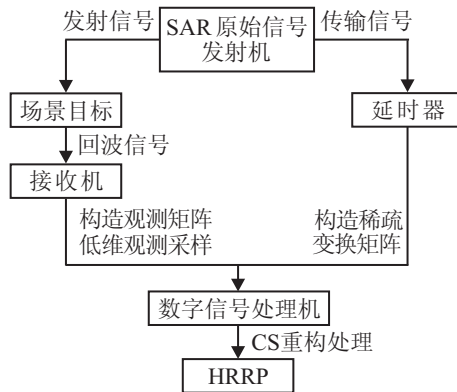 发射信号
SAR 原始信号
发射机
传输信号
场景目标
延时器
回波信号
接收机
构造观测矩阵
低维观测采样
构造稀疏
变换矩阵
数字信号处理机
CS重构处理
HRRP